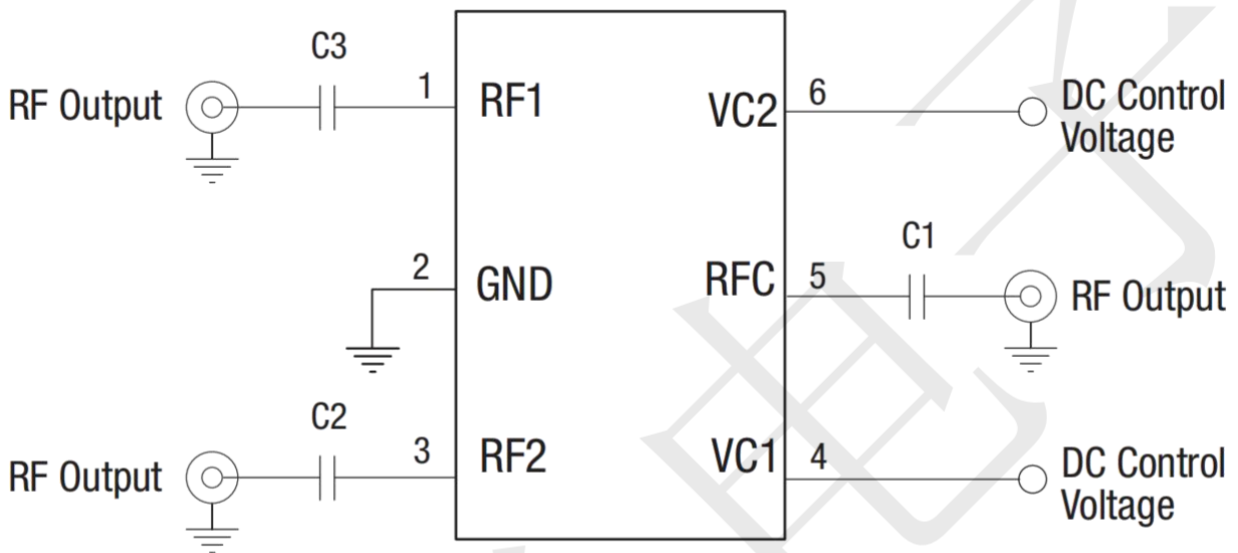 C3
RF Output
1
RF1
VC2
6
DC Control
Voltage
C1
2
GND
RFC
5
RF Output
C2
RF Output
3
RF2
VC1
4
DC Control
Voltage